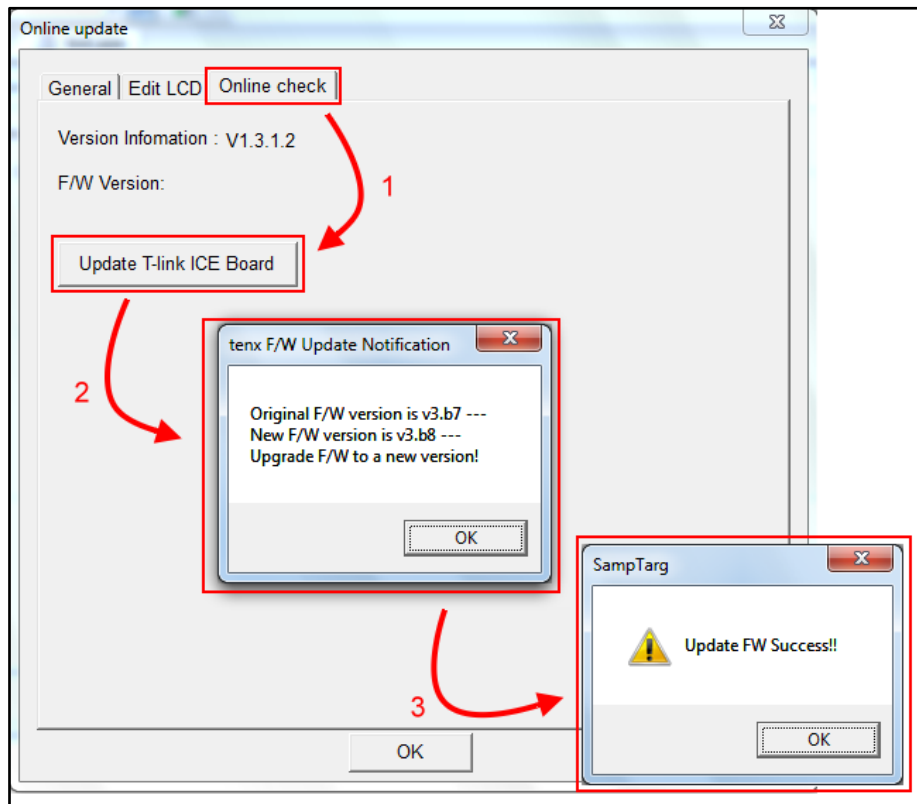 Online update
General
Edit LCD
Online check
Version Infomation : V1.3.1.2
F/W Version:
1
Update T-link ICE Board
2
tenx F/W Update Notification
Original F/W version is v3.b7 ---
New F/W version is v3.b8 ---
Upgrade F/W to a new version!
OK
SampTarg
Update FW Success!!
OK
3
OK